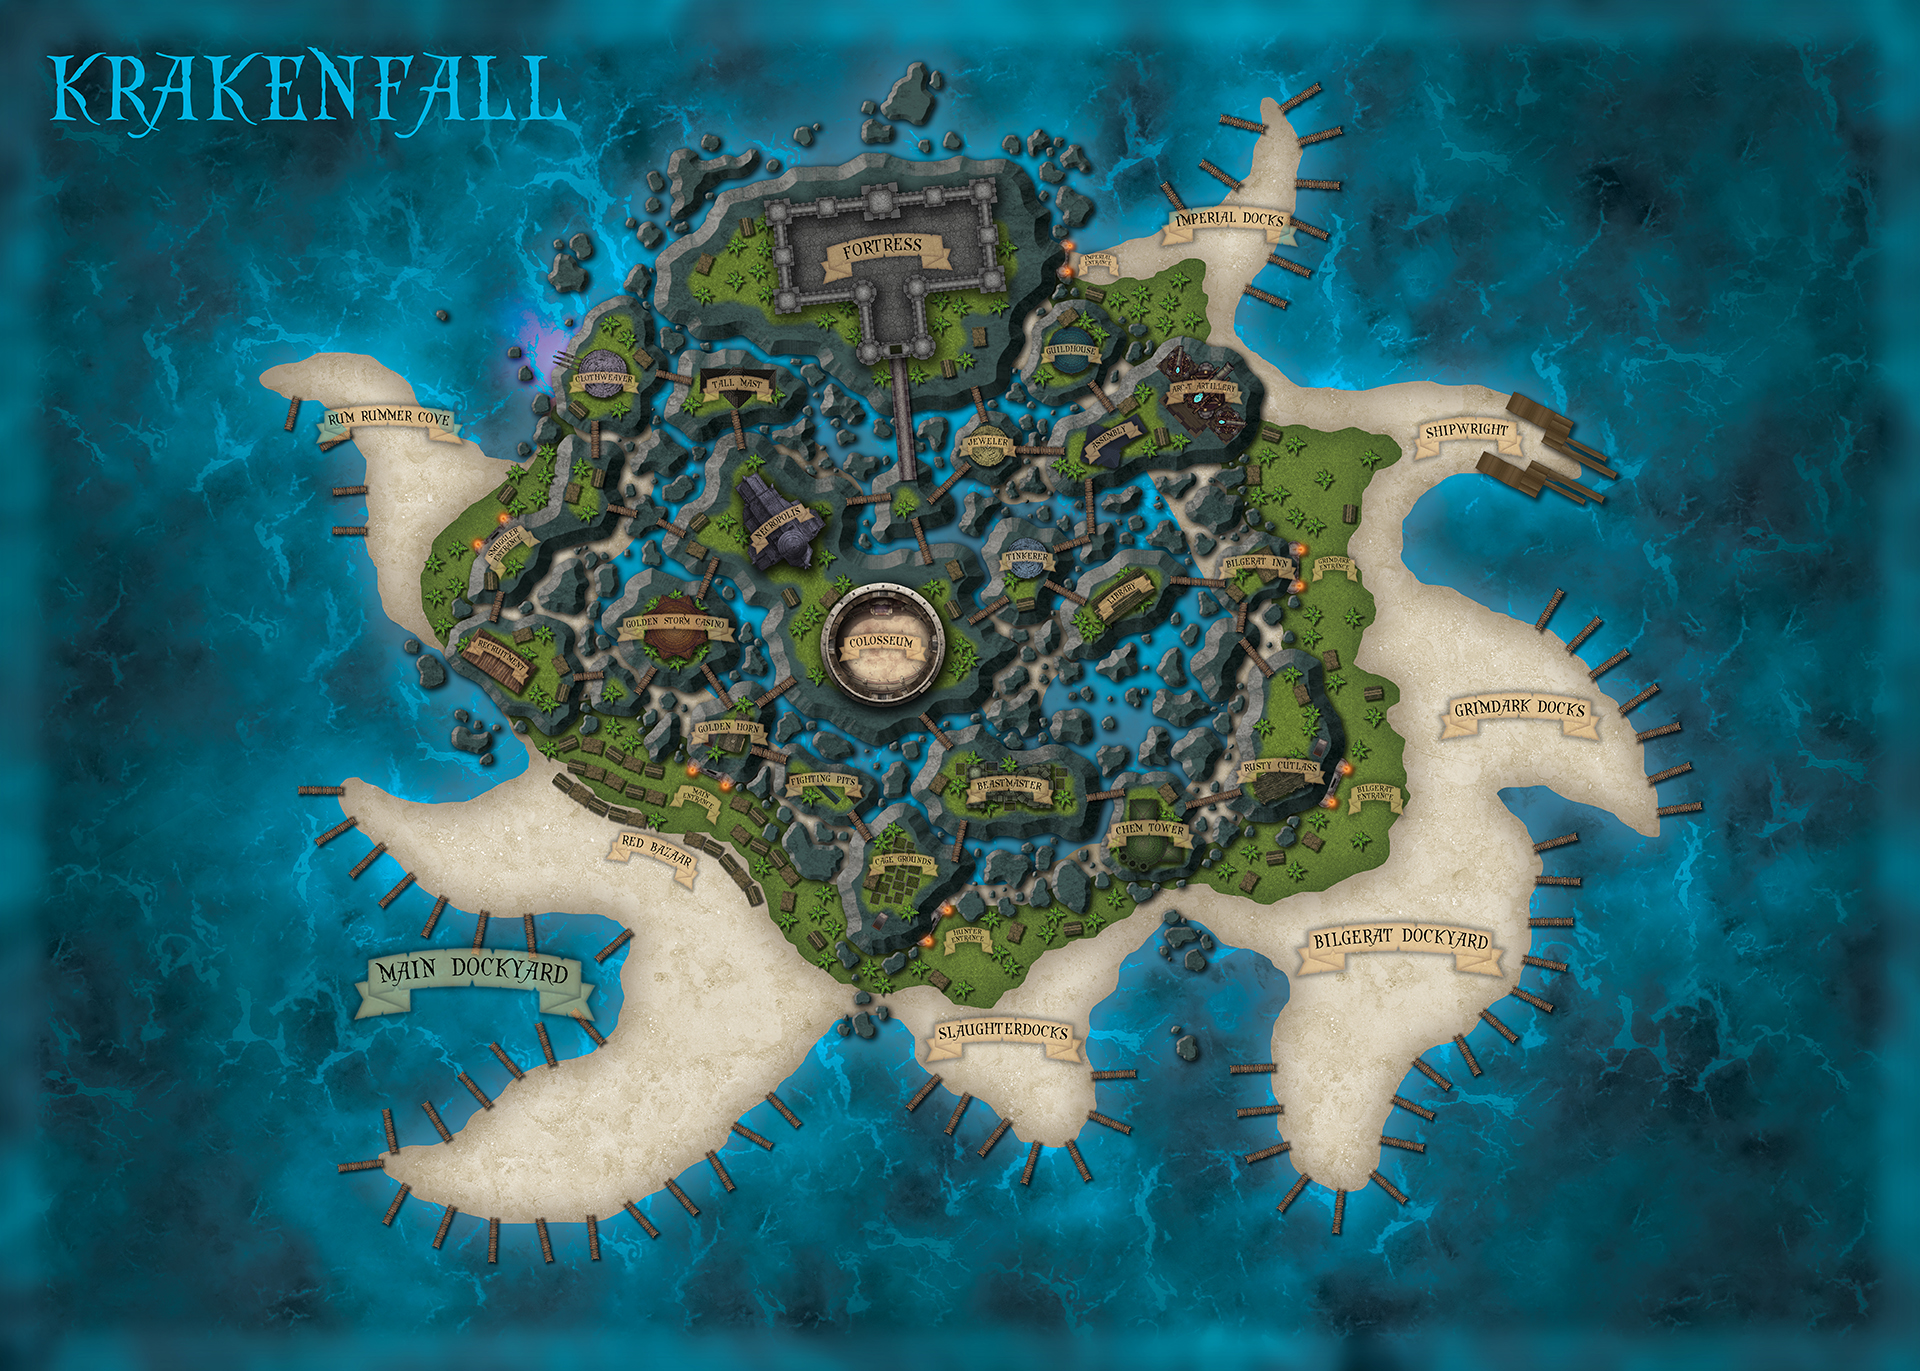 KRAKENFALL
IMPERIAL DOCKS
FORTRESS
IMPERIAL
ENTRANCE
GUILDHOUSE
CLOTHWEAVER
TALL MAST
ARC-T ARTILLERY
RUM RUMMER COVE
SHIPWRIGHT
JEWELER
ASSEMBLY
NECROPOLIS
SMUGGLER
ENTRANCE
TINKERER
BILGERAT INN
GRIMDARK
ENTRANCE
LIBRARY
GOLDEN STORM CASINO
COLOSSEUM
RECRUITMENT
GRIMDARK DOCKS
GOLDEN HORN
FIGHTING PITS
BEASTMASTER
RUSTY CUTLASS
MAIN
ENTRANCE
BILGERAT
ENTRANCE
CHEM TOWER
RED BAZAAR
CAGE GROUNDS
HUNTER
ENTRANCE
BILGERAT DOCKYARD
MAIN DOCKYARD
SLAUGHTERDOCKS